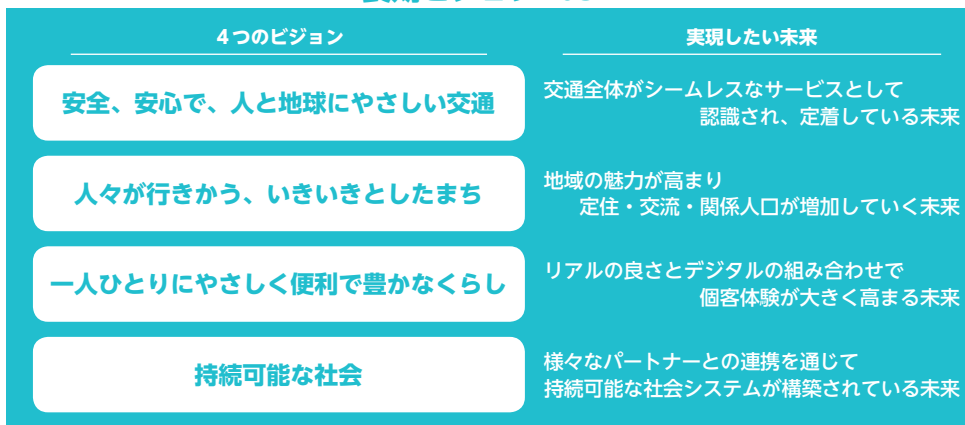 4つのビジョン
実現したい未来
安全、安心で、人と地球にやさしい交通
交通全体がシームレスなサービスとして
認識され、定着している未来
人々が行きかう、いきいきとしたまち
地域の魅力が高まり
定住・交流・関係人口が増加していく未来
一人ひとりにやさしく便利で豊かなくらし
リアルの良さとデジタルの組み合わせで
個客体験が大きく高まる未来
持続可能な社会
様々なパートナーとの連携を通じて
持続可能な社会システムが構築されている未来